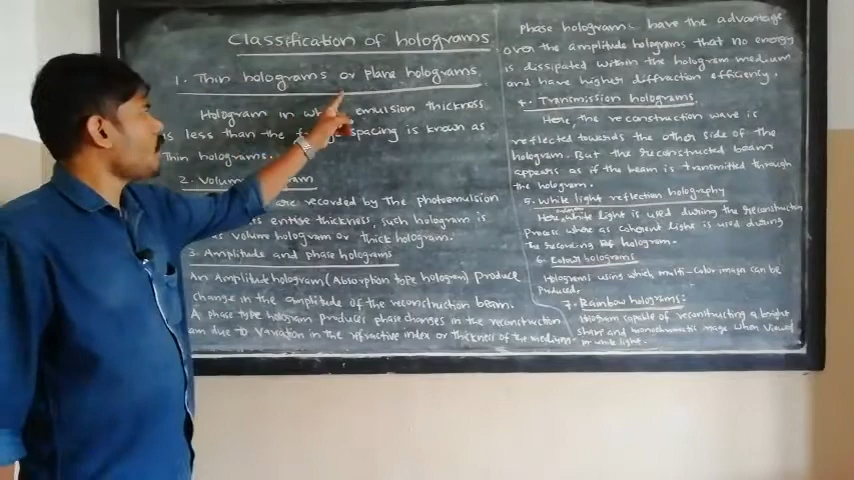 Classification of holograms
1. Thin holograms or plane holograms.
Hologram in emulsion thickness
is less than the spacing is known as
Thin holograms.
2. Volum gram
are recorded by the Photoemulsion
entire thickness, such hologram is
as volume hologram or thick hologram.
3. Amplitude and phase holograms
An Amplitude hologram (Absorption type hologram) produce
change in the amplitude of the reconstruction beam.
A phase type hologram produces phase changes in the reconstruction
am due to variation in the refractive index or thickness of the medium.
Phase hologram. have the advantage
over the amplitude holograms that no energy
is dissipated within the hologram medium
and have higher diffraction efficiency.
4. Transmission holograms
Here, the reconstruction wave is
reflected towards the other side of the
hologram. But the reconstructed beam
appears as if the beam is transmitted through
the hologram.
5. White light reflection holography
Here, white light is used during the reconstruction
Process where as coherent light is used during
the recording of hologram.
6. Colour holograms
Holograms using which multi-color images can be
Produced.
7. Rainbow holograms:
capable of reconstructing a bright
sharp and monochromatic image when viewed
in white light.